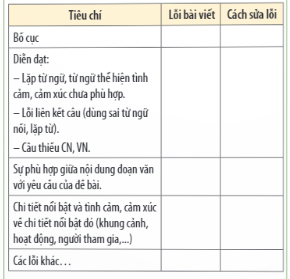 Tiêu chí Lỗi bài viết Cách sửa lỗi
Bố cục
Diễn đạt:
– Lặp từ ngữ, từ ngữ thể hiện tình
cảm, cảm xúc chưa phù hợp.
– Lỗi liên kết câu (dùng sai từ ngữ
nối, lặp từ).
– Câu thiếu CN, VN.
Sự phù hợp giữa nội dung đoạn văn
với yêu cầu của đề bài.
Chi tiết nổi bật và tình cảm, cảm xúc
về chi tiết nổi bật đó (khung cảnh,
hoạt động, người tham gia,...)
Các lỗi khác…